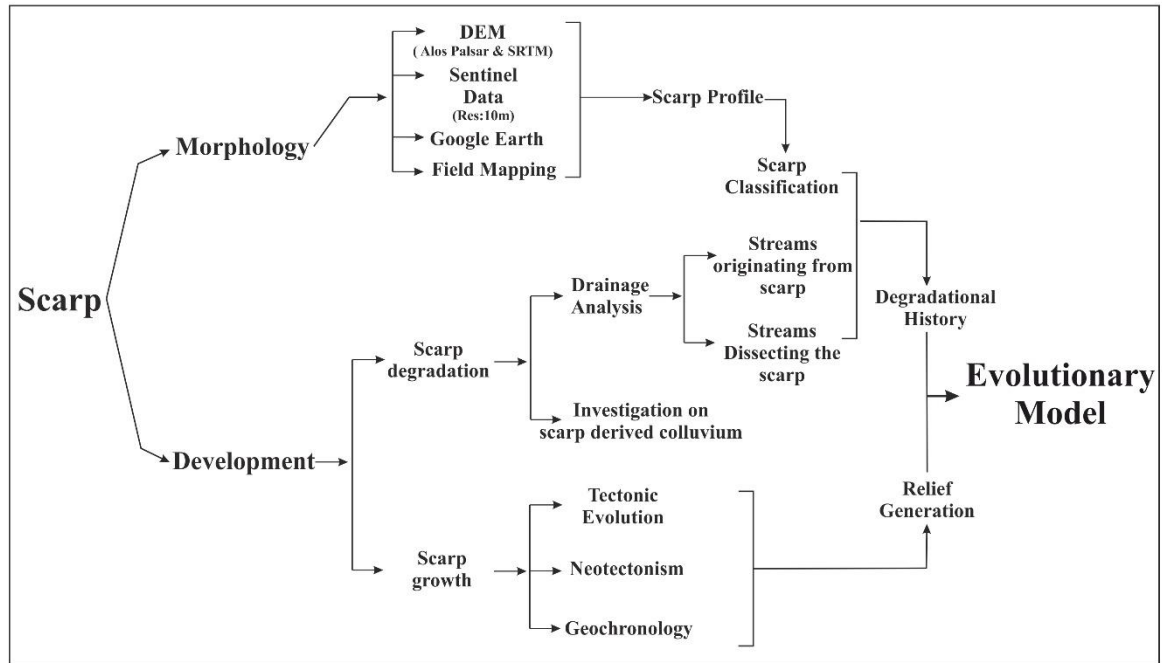 DEM
( Alos Palsar & SRTM)
Sentinel
Data
(Res:10m)
Google Earth
Field Mapping
Morphology
Scarp Profile
Scarp
Classification
Scarp
Streams
originating from
scarp
Drainage
Analysis
Streams
Dissecting the
scarp
Degradational
History
Scarp
degradation
Investigation on
scarp derived colluvium
Evolutionary
Model
Development
Tectonic
Evolution
Relief
Generation
Scarp
growth
Neotectonism
Geochronology